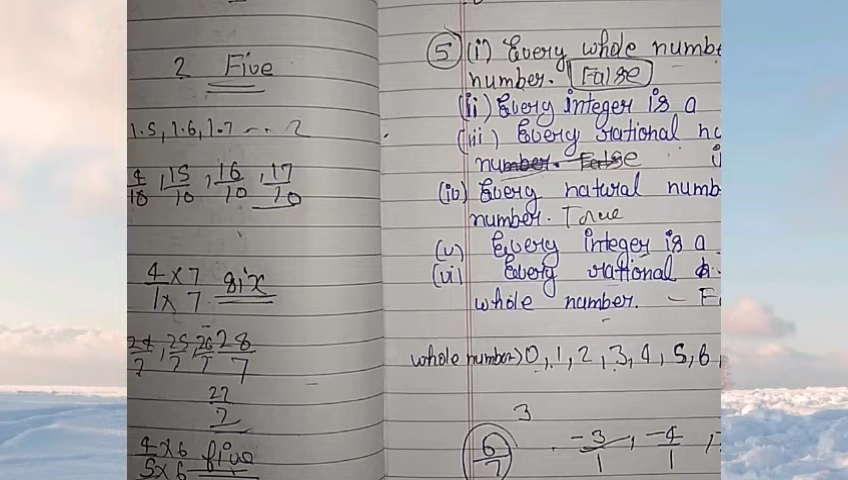 2 Five
1.5, 1.6, 1.7 --- 2
4/10, 15/10, 16/10, 17/10
4 x 7 six
1 x 7
24/7, 25/7, 26/7 28/7
27/7
4 x 6 five
5 x 6
5 (i) Every whole numbe
number. False
(ii) Every integer is a
(iii) Every rational nu
(iv) Every natural numb
number. True
(v) Every integer is a
(vi) Every rational
whole number. - F
whole number) 0, 1, 2, 3, 4, 5, 6,
3
6/7 -3/1, -4/1,